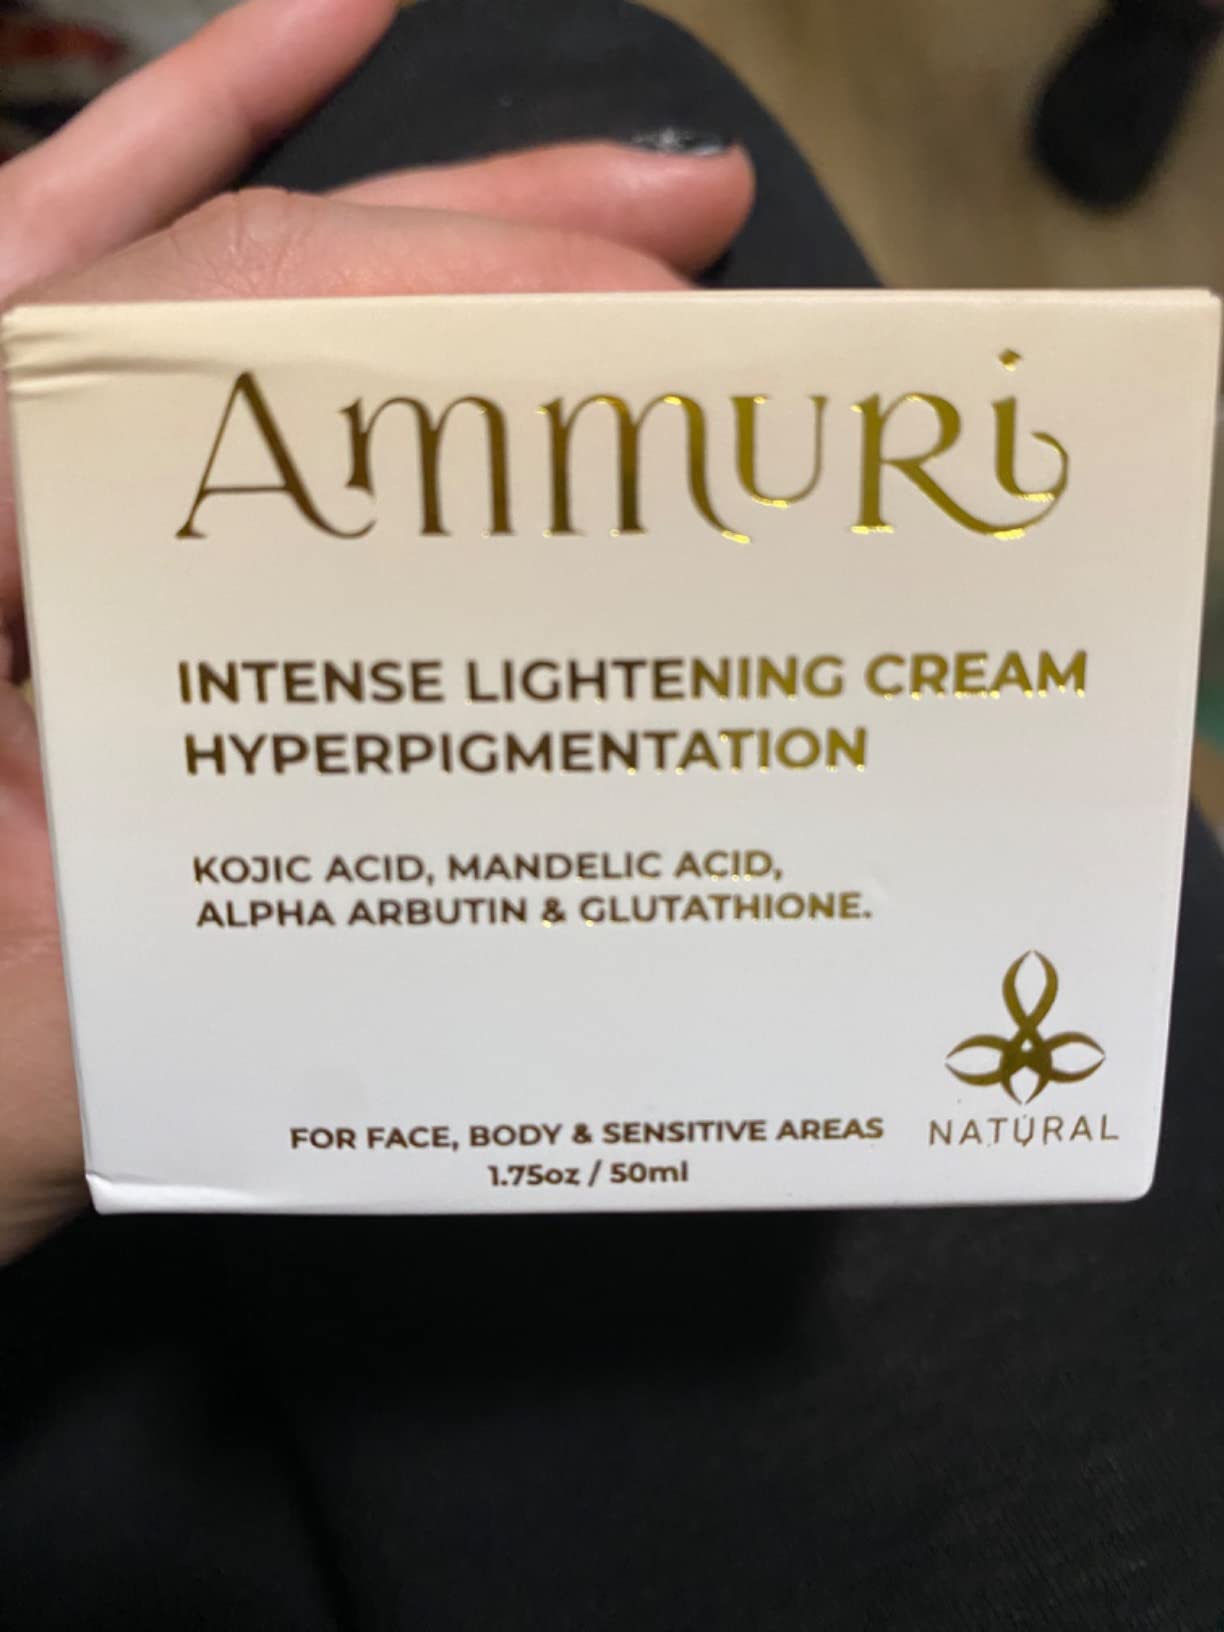 Ammuri
INTENSE LIGHTENING CREAM
HYPERPIGMENTATION
KOJIC ACID, MANDELIC ACID,
ALPHA ARBUTIN & GLUTATHIONE.
FOR FACE, BODY & SENSITIVE AREAS
1.75oz / 50ml
NATURAL